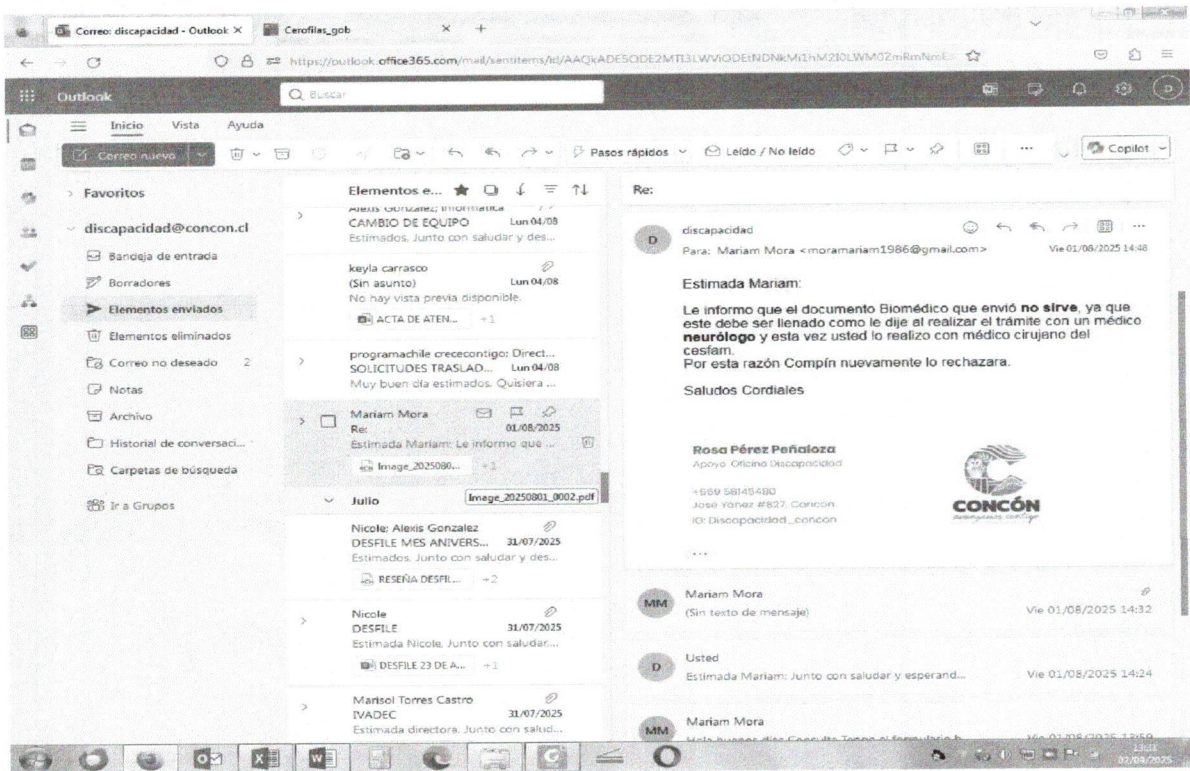 Correo: discapacidad - Outlook
Cerofilas_gob
Outlook
Buscar
Inicio Vista Ayuda
Correo nuevo
Pasos rápidos
Leído / No leído
Copilot
Favoritos
discapacidad@concon.cl
Bandeja de entrada
Borradores
Elementos enviados
Elementos eliminados
Correo no deseado 2
Notas
Archivo
Historial de conversaci...
Carpetas de búsqueda
Ir a Grupos
Elementos e...
Alexis Gonzalez; Informatica
CAMBIO DE EQUIPO Lun 04/08
Estimados, Junto con saludar y des...
keyla carrasco
(Sin asunto) Lun 04/08
No hay vista previa disponible.
ACTA DE ATEN... +1
programachile crececontigo; Direct...
SOLICITUDES TRASLAD... Lun 04/08
Muy buen día estimados, Quisiera ...
Mariam Mora
Re: 01/08/2025
Estimada Mariam: Le informo que ...
Image_2025080... +1
Image_20250801_0002.pdf
Julio
Nicole; Alexis Gonzalez
DESFILE MES ANIVERS... 31/07/2025
Estimados, Junto con saludar y des...
RESEÑA DESFIL... +2
Nicole
DESFILE 31/07/2025
Estimada Nicole, Junto con saludar,...
DESFILE 23 DE A... +1
Marisol Torres Castro
IVADEC 31/07/2025
Estimada directora, Junto con salud...
Re:
D
discapacidad
Para: Mariam Mora <moramariam1986@gmail.com>
Vie 01/08/2025 14:48
Estimada Mariam:
Le informo que el documento Biomédico que envió no sirve, ya que
este debe ser llenado como le dije al realizar el trámite con un médico
neurólogo y esta vez usted lo realizo con médico cirujano del
cesfam.
Por esta razón Compín nuevamente lo rechazara.
Saludos Cordiales
Rosa Pérez Peñaloza
Apoyo Oficina Discapacidad
+569 58145480
José Yañez #827, Concón
IG: Discapacidad_concon
CONCÓN
...
MM
Mariam Mora
(Sin texto de mensaje)
Vie 01/08/2025 14:32
D
Usted
Estimada Mariam: Junto con saludar y esperand...
Vie 01/08/2025 14:24
MM
Mariam Mora
13:31